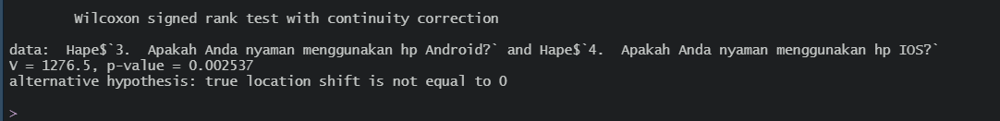 Wilcoxon signed rank test with continuity correction
data:  Hape$`3.  Apakah Anda nyaman menggunakan hp Android?` and Hape$`4.  Apakah Anda nyaman menggunakan hp IOS?`
V = 1276.5, p-value = 0.002537
alternative hypothesis: true location shift is not equal to 0
>